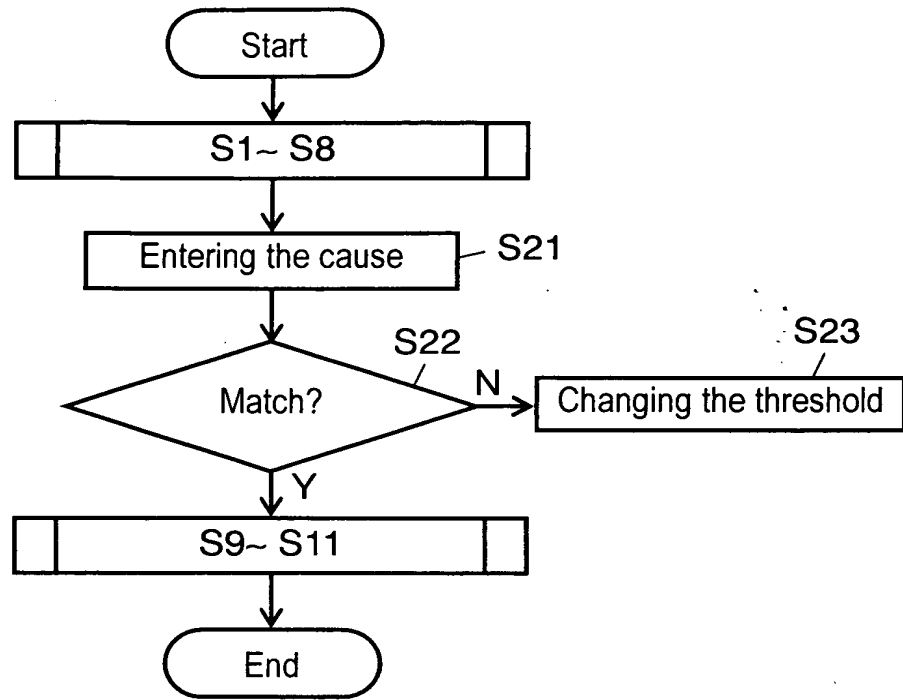 Start
S1~ S8
Entering the cause
S21
S22
Match?
N
S23
Changing the threshold
Y
S9~ S11
End